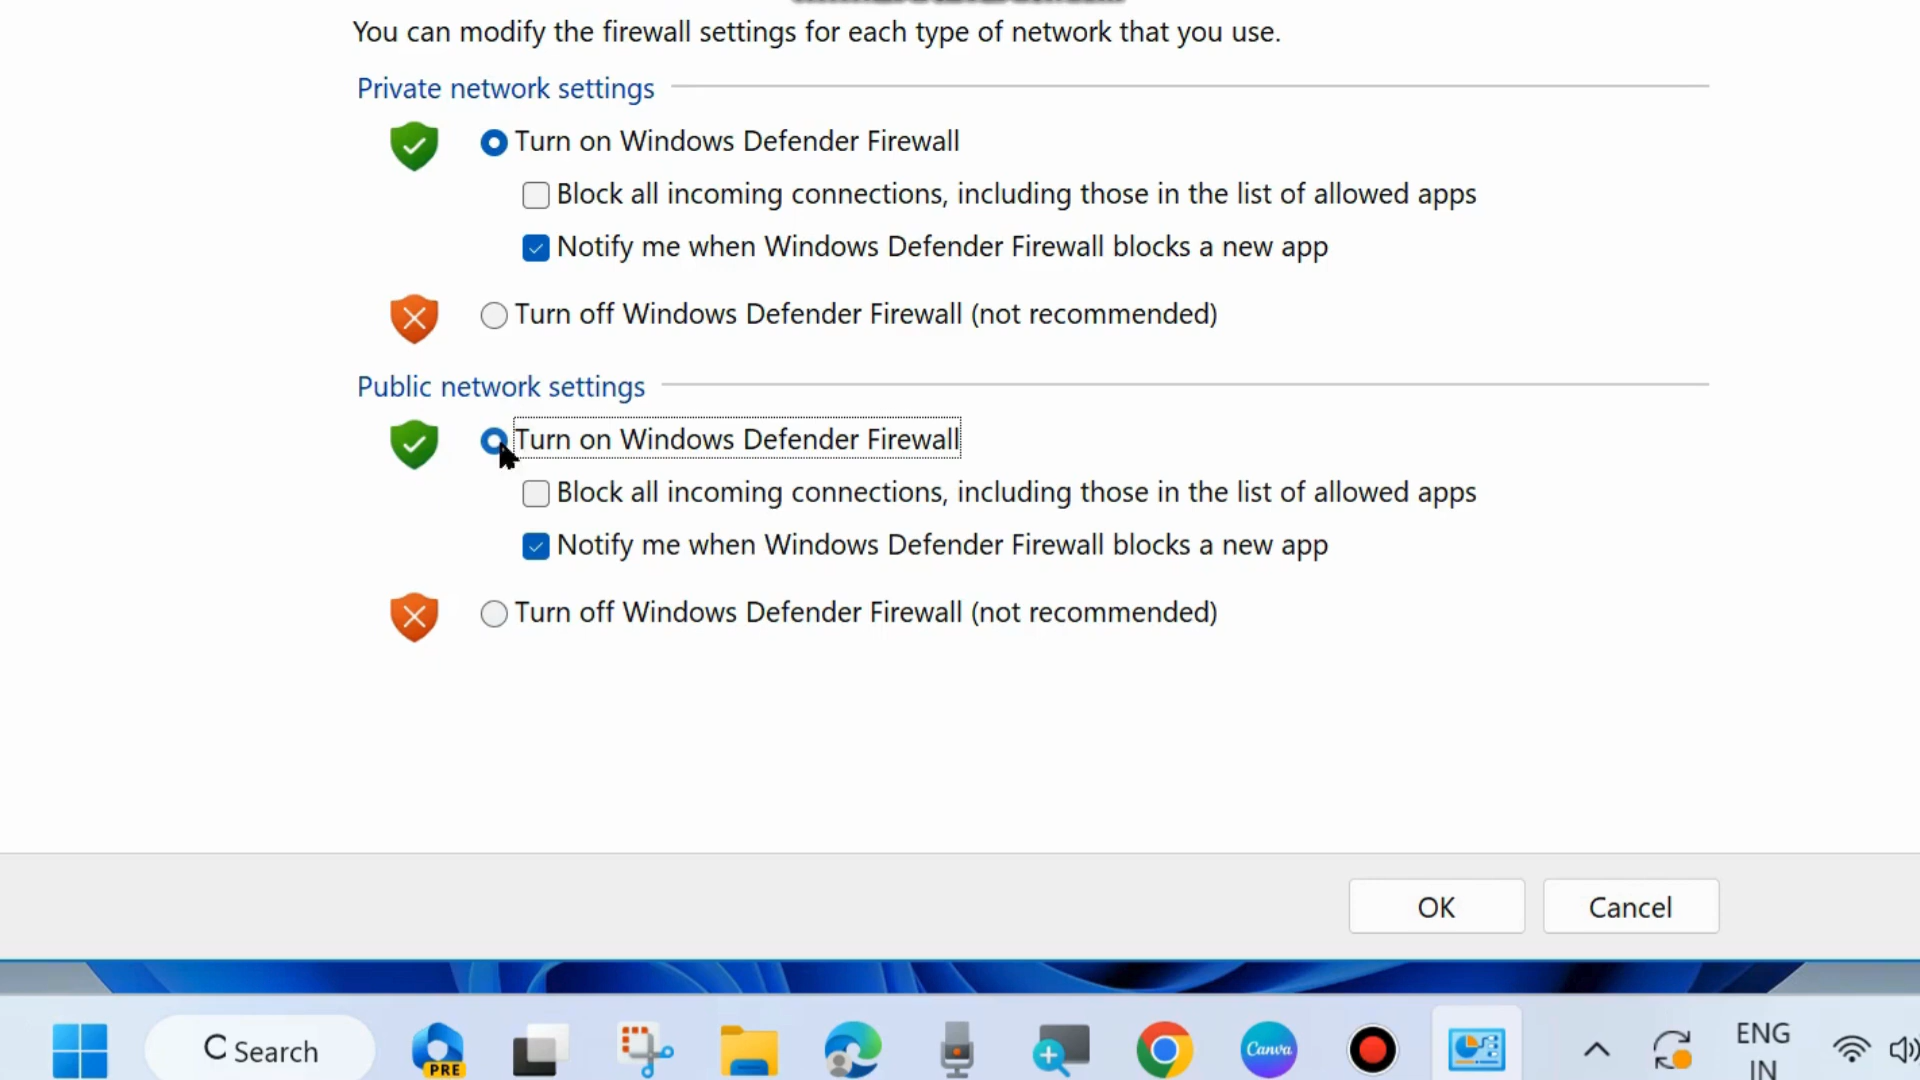 You can modify the firewall settings for each type of network that you use.
Private network settings
Turn on Windows Defender Firewall
Block all incoming connections, including those in the list of allowed apps
Notify me when Windows Defender Firewall blocks a new app
Turn off Windows Defender Firewall (not recommended)
Public network settings
Turn on Windows Defender Firewall
Block all incoming connections, including those in the list of allowed apps
Notify me when Windows Defender Firewall blocks a new app
Turn off Windows Defender Firewall (not recommended)
OK
Cancel
Search
PRE
Canva
ENG
IN